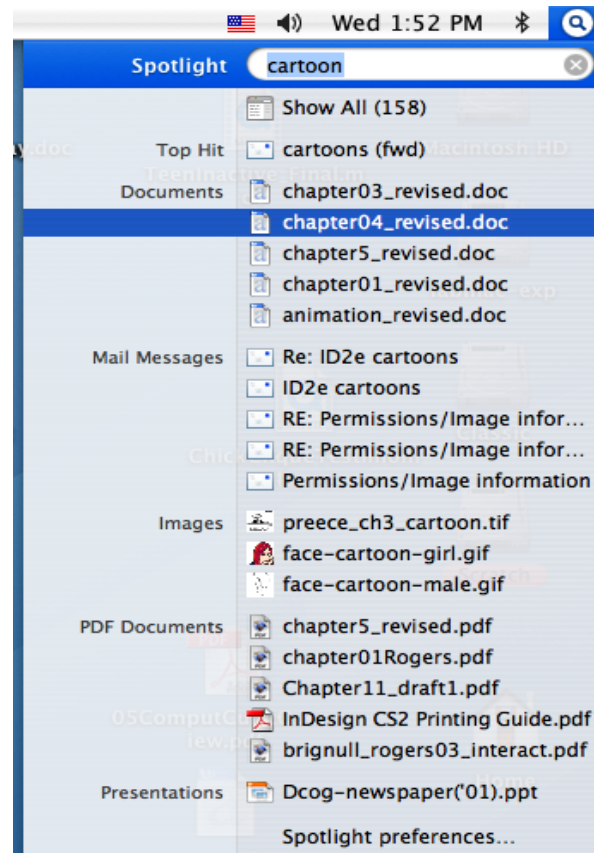 Wed 1:52 PM
Spotlight cartoon
Show All (158)
Top Hit cartoons (fwd)
Documents chapter03_revised.doc
chapter04_revised.doc
chapter5_revised.doc
chapter01_revised.doc
animation_revised.doc
Mail Messages Re: ID2e cartoons
ID2e cartoons
RE: Permissions/Image infor...
RE: Permissions/Image infor...
Permissions/Image information
Images preece_ch3_cartoon.tif
face-cartoon-girl.gif
face-cartoon-male.gif
PDF Documents chapter5_revised.pdf
chapter01Rogers.pdf
Chapter11_draft1.pdf
InDesign CS2 Printing Guide.pdf
brignull_rogers03_interact.pdf
Presentations Dcog-newspaper('01).ppt
Spotlight preferences...